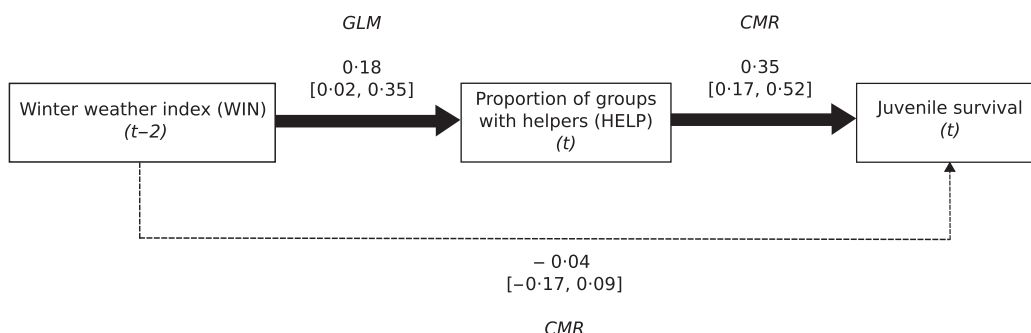 GLM
CMR
0·18
[0·02, 0·35]
0·35
[0·17, 0·52]
Winter weather index (WIN)
(t–2)
Proportion of groups
with helpers (HELP)
(t)
Juvenile survival
(t)
– 0·04
[–0·17, 0·09]
CMR